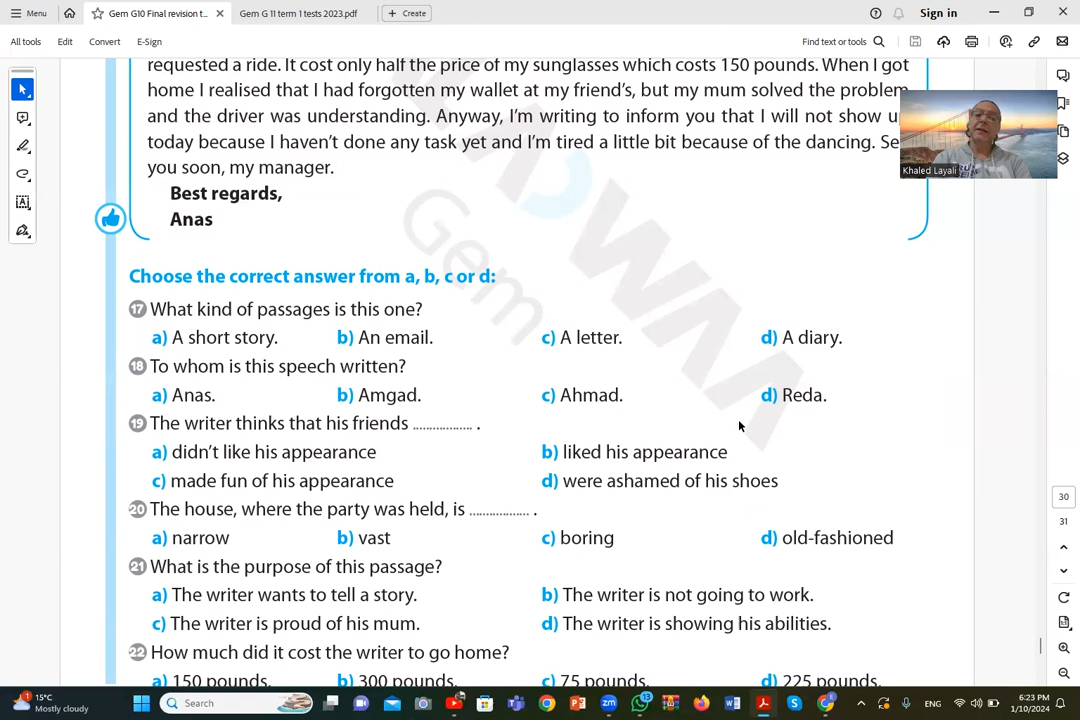 Menu
Gem G10 Final revision t...
Gem G 11 term 1 tests 2023.pdf
Create
Sign in
All tools
Edit
Convert
E-Sign
Find text or tools
requested a ride. It cost only half the price of my sunglasses which costs 150 pounds. When I got
home I realised that I had forgotten my wallet at my friend's, but my mum solved the problem
and the driver was understanding. Anyway, I'm writing to inform you that I will not show u
today because I haven't done any task yet and I'm tired a little bit because of the dancing. Se
you soon, my manager.
Best regards,
Anas
Khaled Layali
Choose the correct answer from a, b, c or d:
17 What kind of passages is this one?
a) A short story. b) An email. c) A letter. d) A diary.
18 To whom is this speech written?
a) Anas. b) Amgad. c) Ahmad. d) Reda.
19 The writer thinks that his friends .................. .
a) didn't like his appearance b) liked his appearance
c) made fun of his appearance d) were ashamed of his shoes
20 The house, where the party was held, is .................. .
a) narrow b) vast c) boring d) old-fashioned
21 What is the purpose of this passage?
a) The writer wants to tell a story. b) The writer is not going to work.
c) The writer is proud of his mum. d) The writer is showing his abilities.
22 How much did it cost the writer to go home?
a) 150 pounds. b) 300 pounds. c) 75 pounds. d) 225 pounds.
Gem
30
31
15°C
Mostly cloudy
Search
13
ENG
6:23 PM
1/10/2024